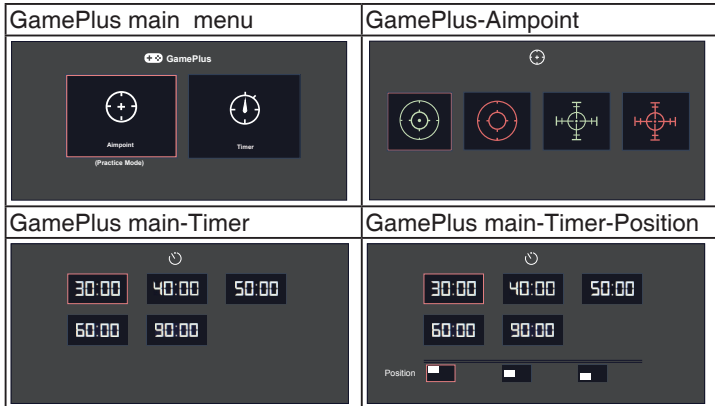 GamePlus main menu
GamePlus-Aimpoint
GamePlus
Aimpoint
Timer
(Practice Mode)
GamePlus main-Timer
GamePlus main-Timer-Position
30:00 40:00 50:00
60:00 90:00
30:00 40:00 50:00
60:00 90:00
Position